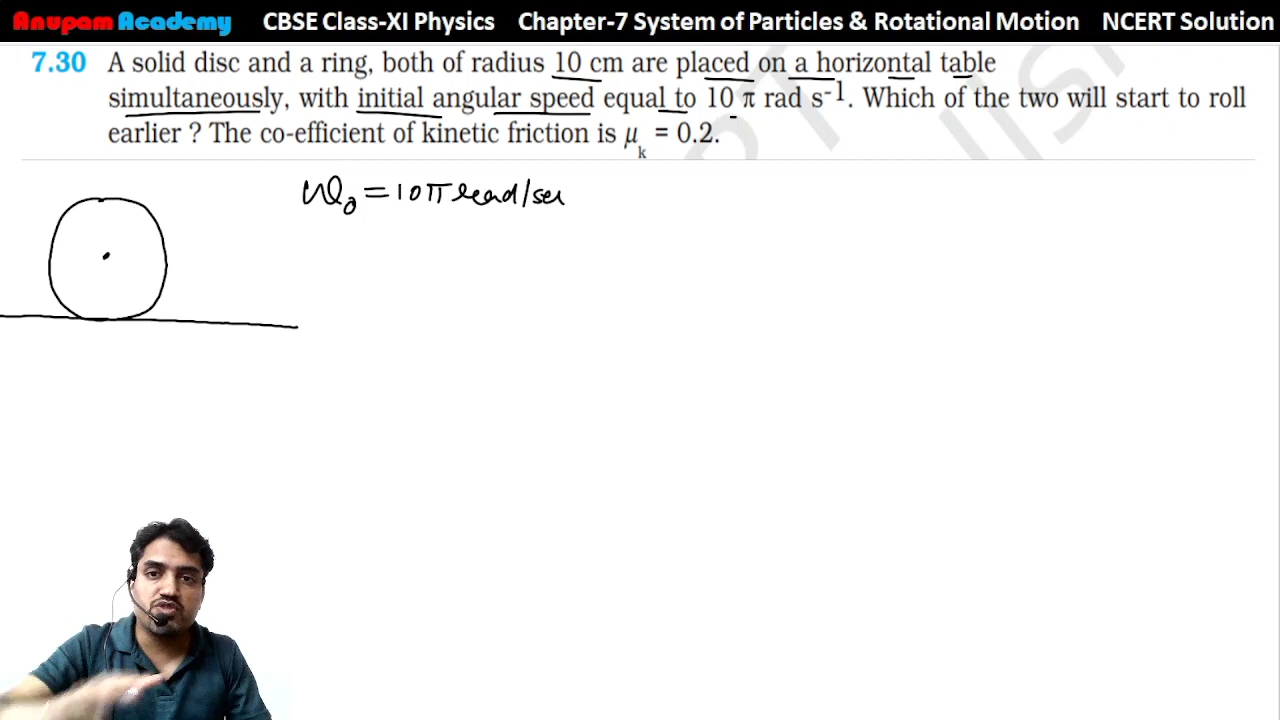 Anupam Academy CBSE Class-XI Physics Chapter-7 System of Particles & Rotational Motion NCERT Solution
7.30 A solid disc and a ring, both of radius 10 cm are placed on a horizontal table
simultaneously, with initial angular speed equal to 10 π rad s⁻¹. Which of the two will start to roll
earlier ? The co-efficient of kinetic friction is μₖ = 0.2.
ω₀ = 10π rad/sec